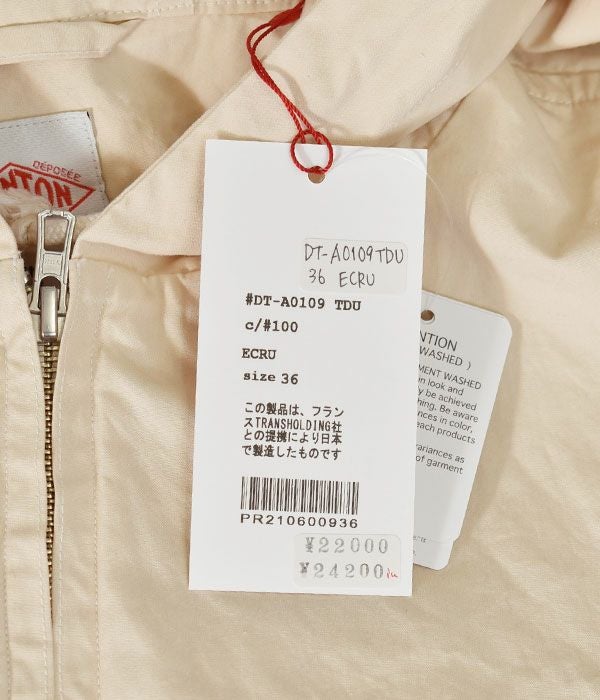 DÉPOSÉE
NTON
DT-A0109TDU
36 ECRU
#DT-A0109 TDU
c/#100
ECRU
size 36
この製品は、フラン
スTRANSHOLDING社
との提携により日本
で製造したものです
PR210600936
¥22000
¥24200
NTION
WASHED )
MENT WASHED
n look and
y be achieved
hing. Be aware
ances in color,
each products
variances as
of garment